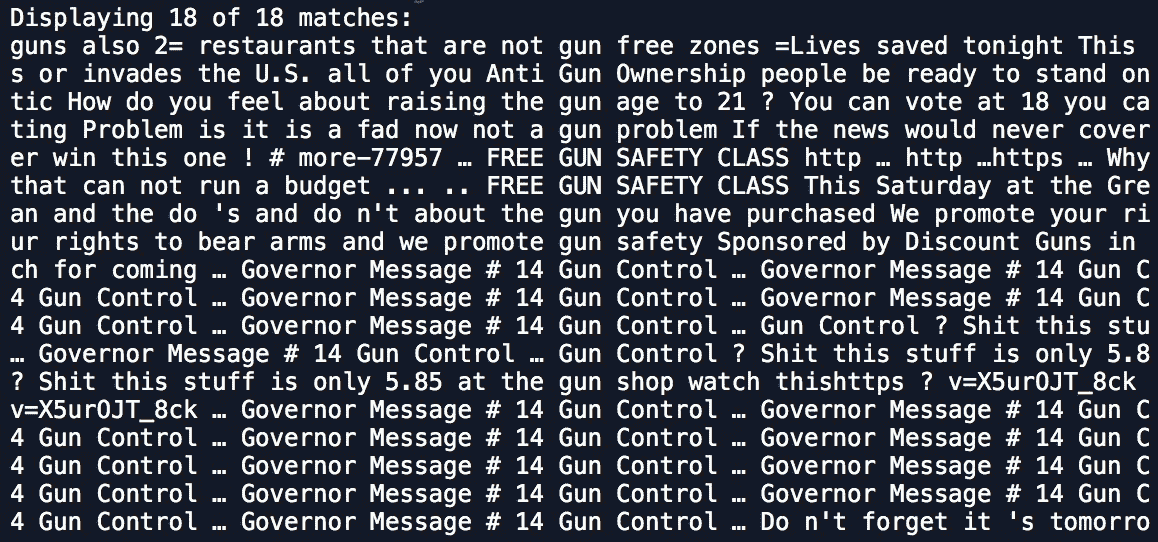 Displaying 18 of 18 matches:
guns also 2= restaurants that are not gun free zones =Lives saved tonight This
s or invades the U.S. all of you Anti Gun Ownership people be ready to stand on
tic How do you feel about raising the gun age to 21 ? You can vote at 18 you ca
ting Problem is it is a fad now not a gun problem If the news would never cover
er win this one ! # more-77957 … FREE GUN SAFETY CLASS http … http …https … Why
that can not run a budget ... .. FREE GUN SAFETY CLASS This Saturday at the Gre
an and the do 's and do n't about the gun you have purchased We promote your ri
ur rights to bear arms and we promote gun safety Sponsored by Discount Guns in
ch for coming … Governor Message # 14 Gun Control … Governor Message # 14 Gun C
4 Gun Control … Governor Message # 14 Gun Control … Governor Message # 14 Gun C
4 Gun Control … Governor Message # 14 Gun Control … Gun Control ? Shit this stu
… Governor Message # 14 Gun Control … Gun Control ? Shit this stuff is only 5.8
? Shit this stuff is only 5.85 at the gun shop watch thishttps ? v=X5urOJT_8ck
v=X5urOJT_8ck … Governor Message # 14 Gun Control … Governor Message # 14 Gun C
4 Gun Control … Governor Message # 14 Gun Control … Governor Message # 14 Gun C
4 Gun Control … Governor Message # 14 Gun Control … Governor Message # 14 Gun C
4 Gun Control … Governor Message # 14 Gun Control … Governor Message # 14 Gun C
4 Gun Control … Governor Message # 14 Gun Control … Do n't forget it 's tomorro